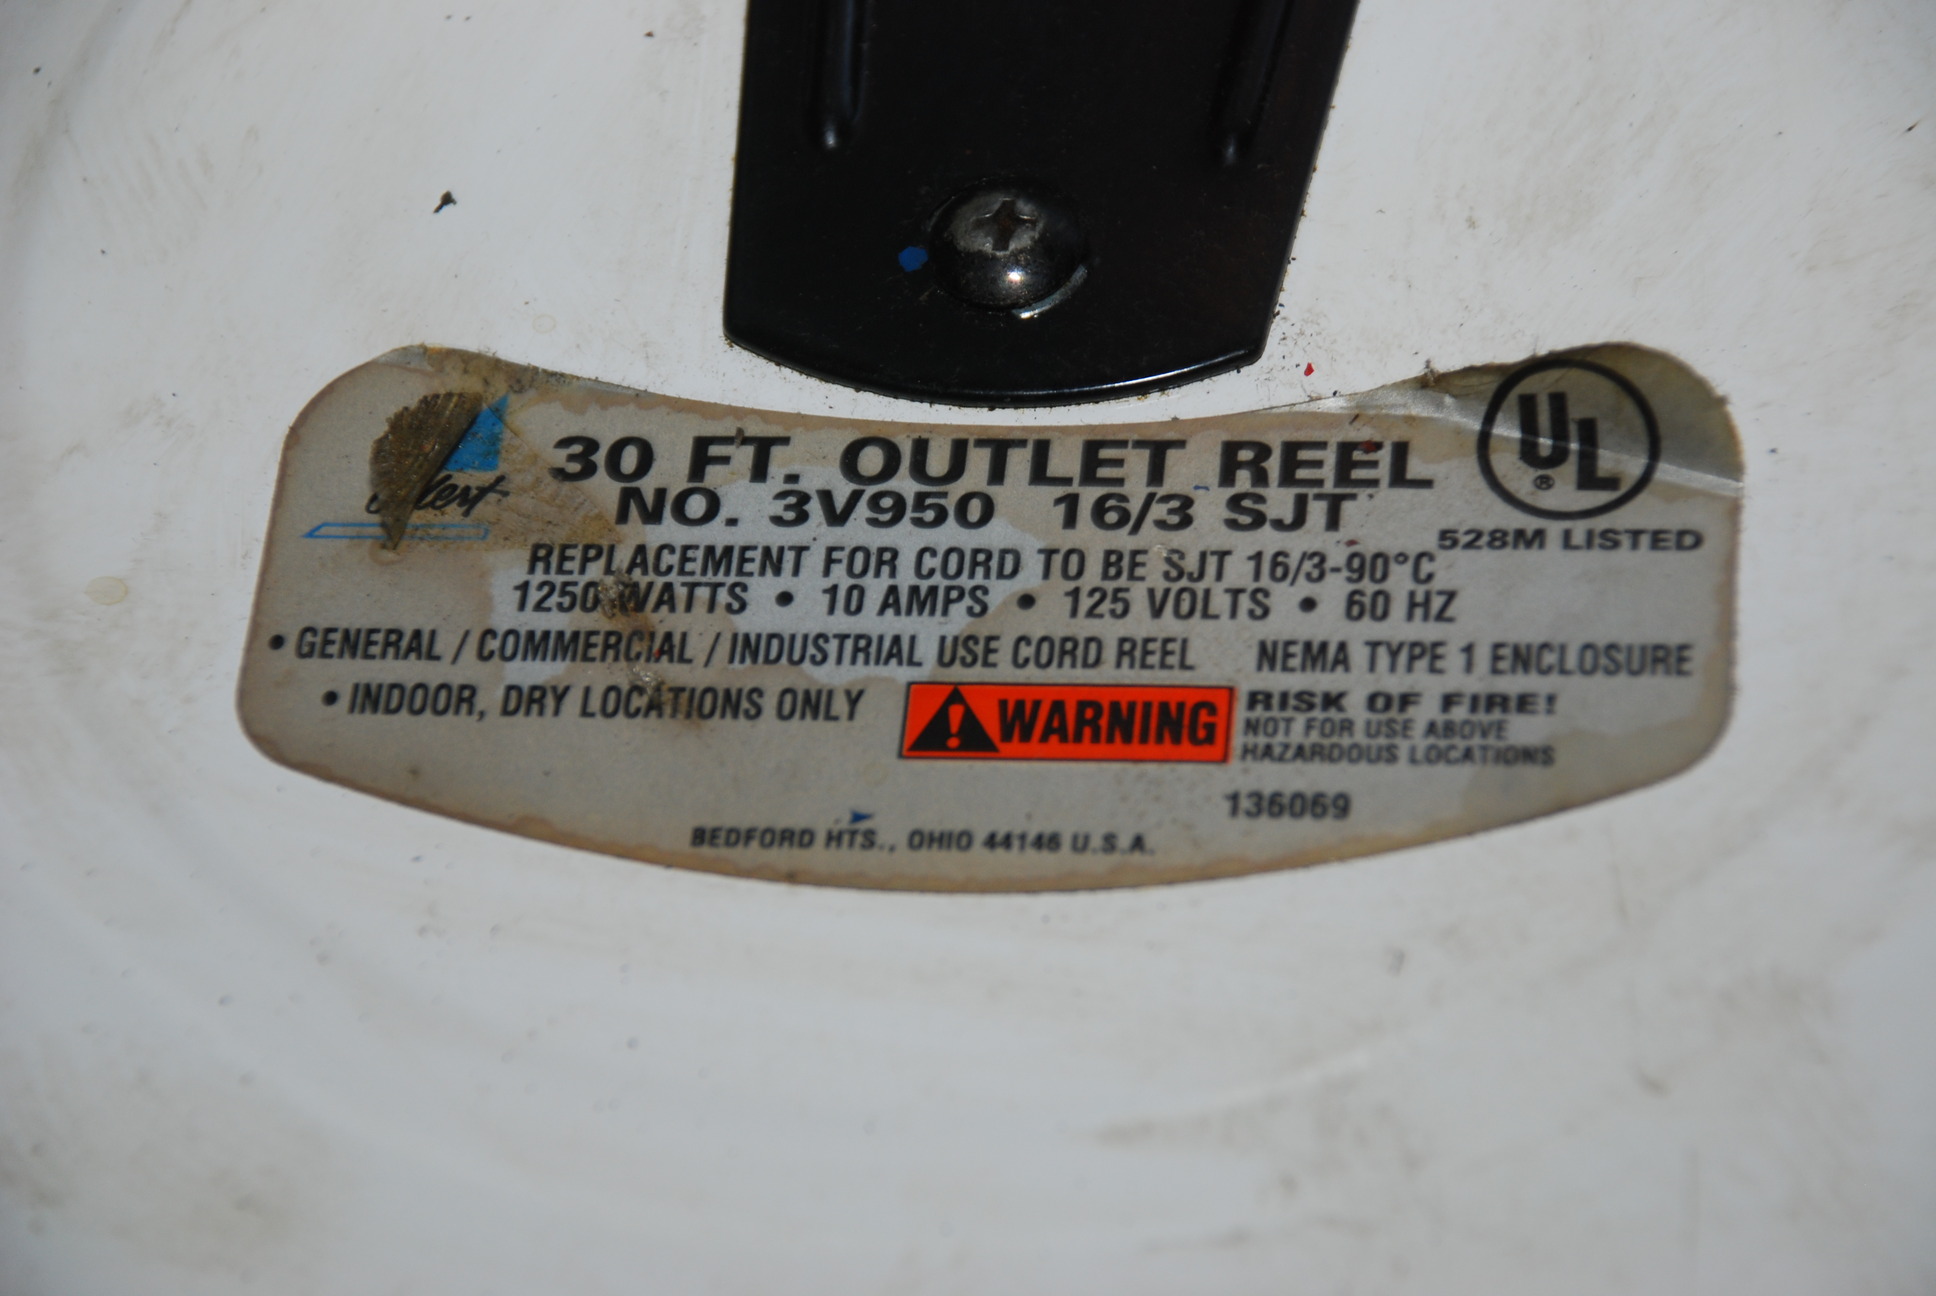 30 FT. OUTLET REEL
NO. 3V950 16/3 SJT
UL
®
528M LISTED
REPLACEMENT FOR CORD TO BE SJT 16/3-90°C
1250 WATTS • 10 AMPS • 125 VOLTS • 60 HZ
• GENERAL / COMMERCIAL / INDUSTRIAL USE CORD REEL NEMA TYPE 1 ENCLOSURE
• INDOOR, DRY LOCATIONS ONLY
WARNING
RISK OF FIRE!
NOT FOR USE ABOVE
HAZARDOUS LOCATIONS
136069
BEDFORD HTS., OHIO 44146 U.S.A.